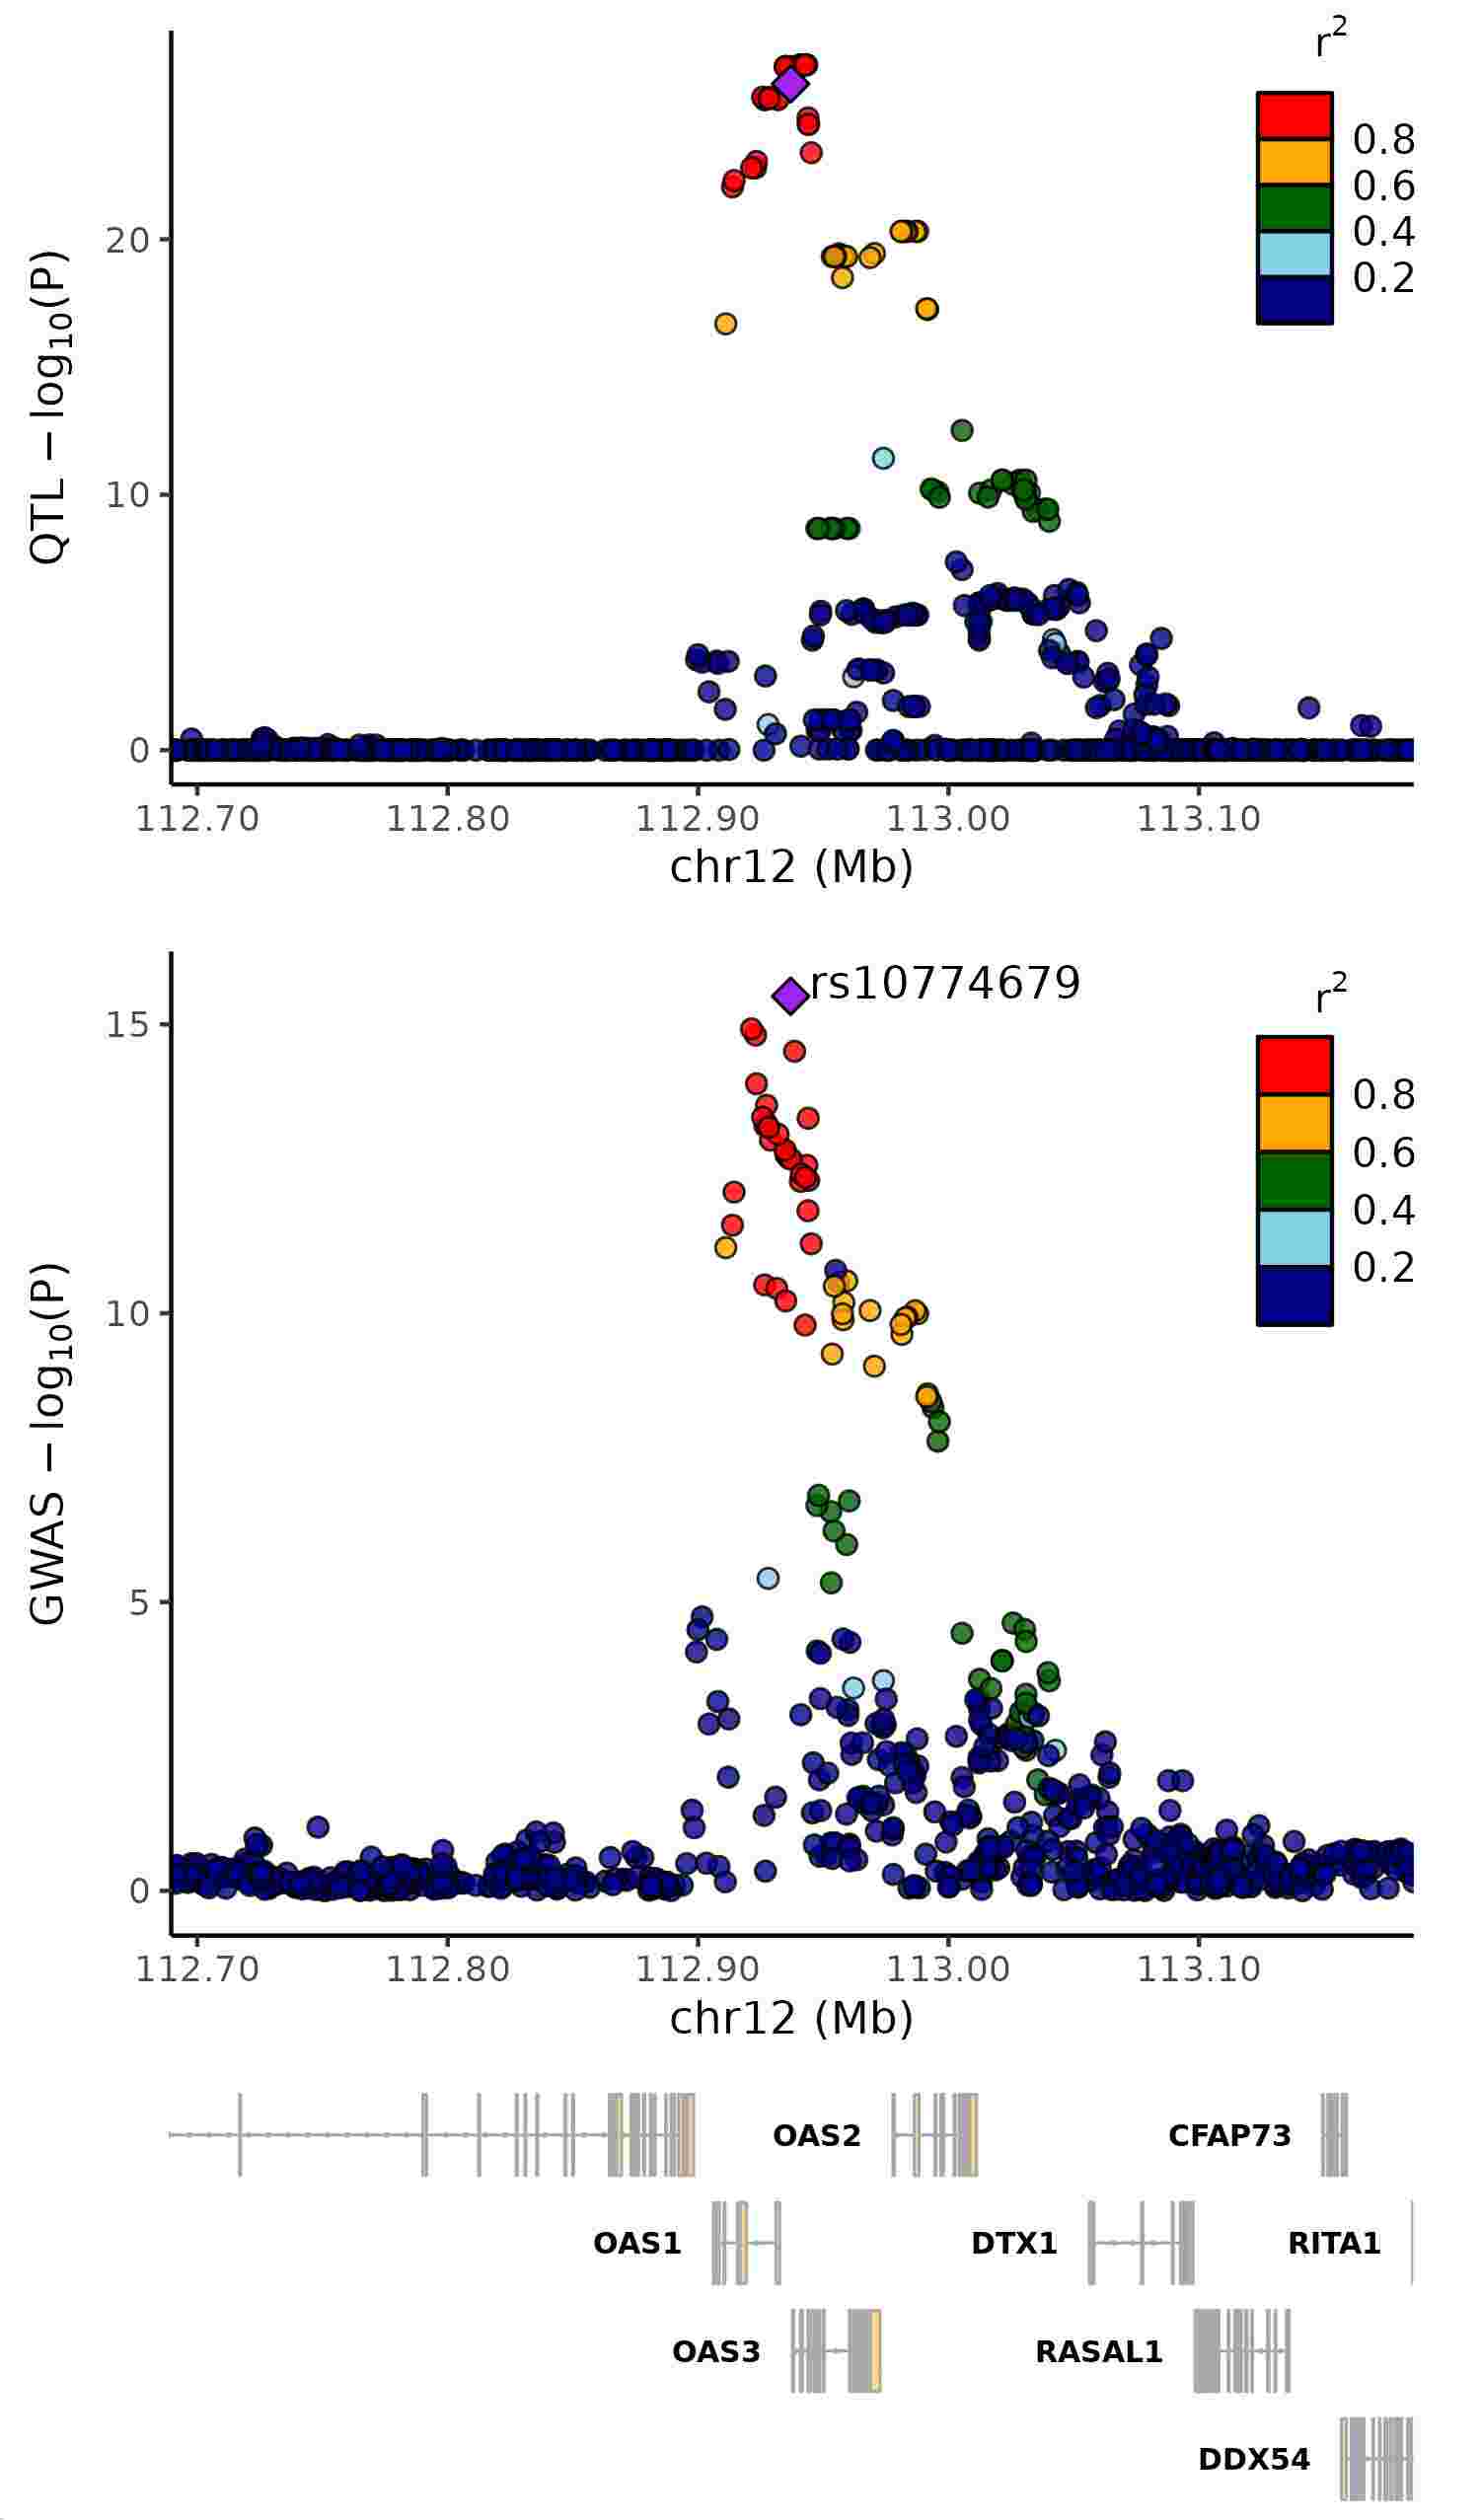 r2
0.8
0.6
0.4
0.2
20
10
0
QTL −log10(P)
112.70 112.80 112.90 113.00 113.10
chr12 (Mb)
rs10774679
r2
0.8
0.6
0.4
0.2
15
10
5
0
GWAS −log10(P)
112.70 112.80 112.90 113.00 113.10
chr12 (Mb)
OAS2 CFAP73
OAS1 DTX1 RITA1
OAS3 RASAL1
DDX54